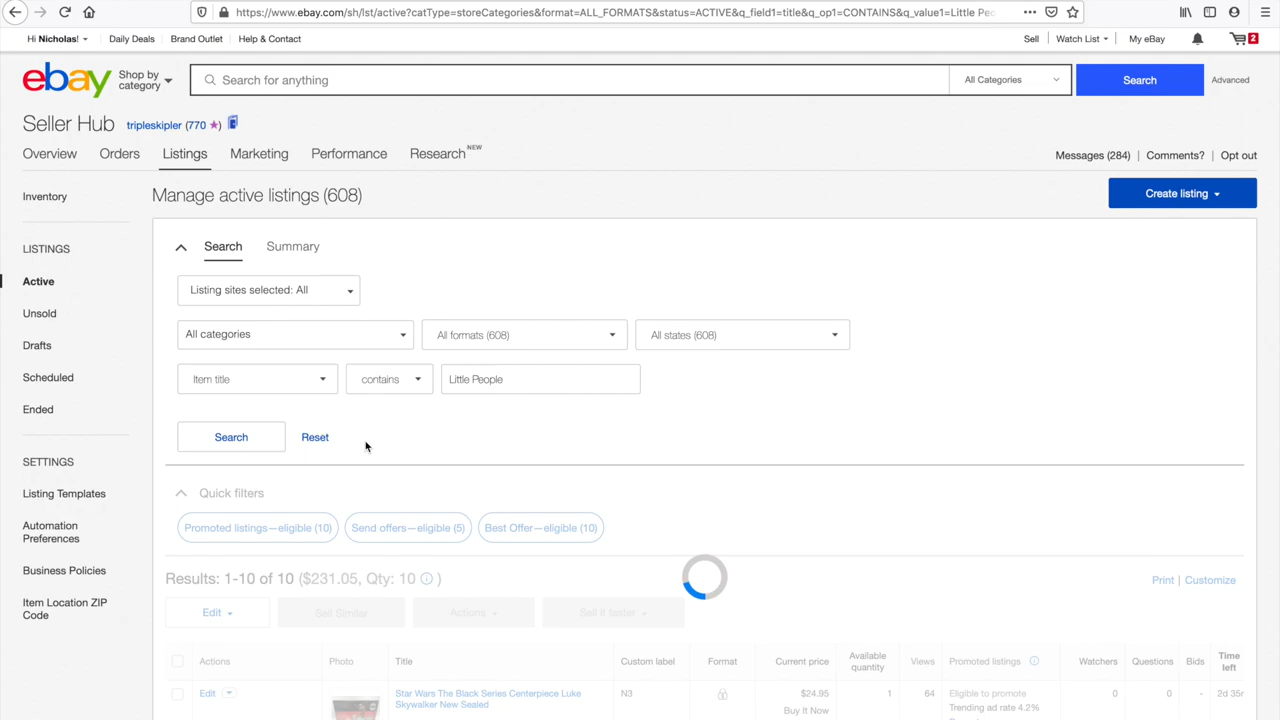 https://www.ebay.com/sh/lst/active?catType=storeCategories&format=ALL_FORMATS&status=ACTIVE&q_field1=title&q_op1=CONTAINS&q_value1=Little Peo
Hi Nicholas! Daily Deals Brand Outlet Help & Contact Sell Watch List My eBay 2
ebay Shop by category Search for anything All Categories Search Advanced
Seller Hub tripleskipler (770 ★)
Overview Orders Listings Marketing Performance Research NEW Messages (284) | Comments? | Opt out
Inventory
LISTINGS
Active
Unsold
Drafts
Scheduled
Ended
SETTINGS
Listing Templates
Automation
Preferences
Business Policies
Item Location ZIP
Code
Manage active listings (608) Create listing
Search Summary
Listing sites selected: All
All categories All formats (608) All states (608)
Item title contains Little People
Search Reset
Quick filters
Promoted listings—eligible (10) Send offers—eligible (5) Best Offer—eligible (10)
Results: 1-10 of 10 ($231.05, Qty: 10 ) Print | Customize
Edit Sell Similar Actions Sell it faster
Actions Photo Title Custom label Format Current price Available quantity Views Promoted listings Watchers Questions Bids Time left
Edit Star Wars The Black Series Centerpiece Luke N3 $24.95 1 64 Eligible to promote 0 0 - 2d 35
Skywalker New Sealed Buy It Now Trending ad rate 4.2%